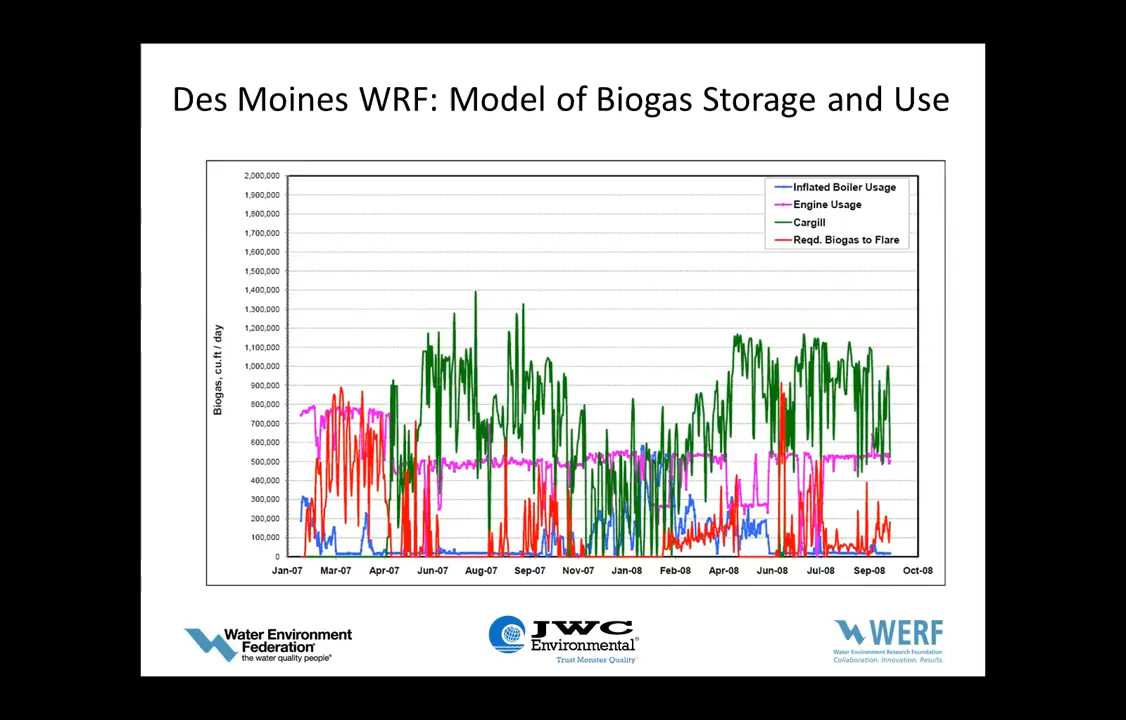 Des Moines WRF: Model of Biogas Storage and Use
2,000,000
1,900,000
1,800,000
1,700,000
1,600,000
1,500,000
1,400,000
1,300,000
1,200,000
1,100,000
1,000,000
900,000
800,000
700,000
600,000
500,000
400,000
300,000
200,000
100,000
0
Biogas, cu.ft / day
Inflated Boiler Usage
Engine Usage
Cargill
Reqd. Biogas to Flare
Jan-07 Mar-07 Apr-07 Jun-07 Aug-07 Sep-07 Nov-07 Jan-08 Feb-08 Apr-08 Jun-08 Jul-08 Sep-08 Oct-08
Water Environment
Federation®
the water quality people®
JWC
Environmental®
Trust Monster Quality™
WERF
Water Environment Research Foundation
Collaboration. Innovation. Results.